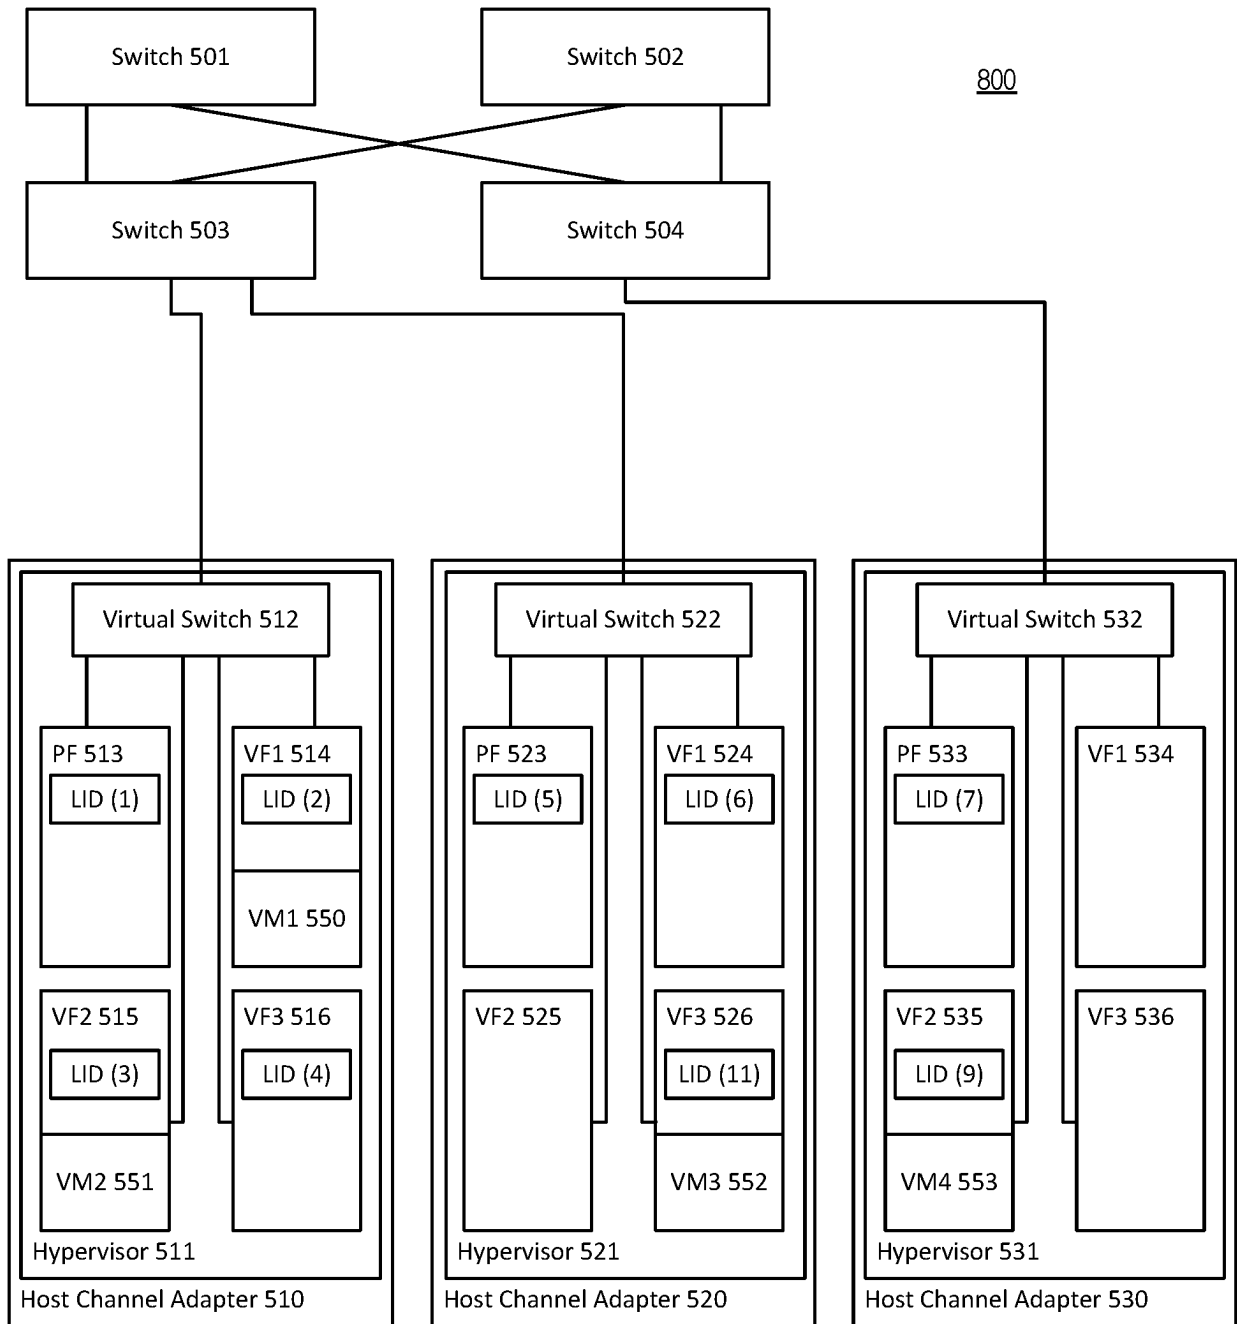 Switch 501
Switch 502
800
Switch 503
Switch 504
Virtual Switch 512
Virtual Switch 522
Virtual Switch 532
PF 513
LID (1)
VF1 514
LID (2)
VM1 550
VF2 515
LID (3)
VM2 551
VF3 516
LID (4)
Hypervisor 511
Host Channel Adapter 510
PF 523
LID (5)
VF1 524
LID (6)
VF2 525
VF3 526
LID (11)
VM3 552
Hypervisor 521
Host Channel Adapter 520
PF 533
LID (7)
VF1 534
VF2 535
LID (9)
VM4 553
VF3 536
Hypervisor 531
Host Channel Adapter 530